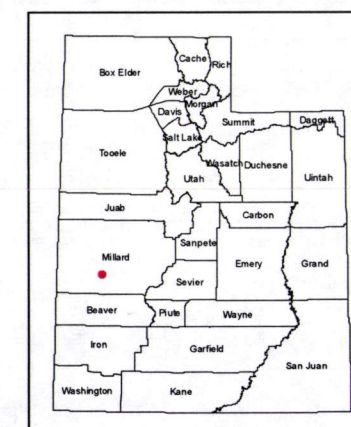 Cache
Rich
Box Elder
Weber
Morgan
Davis
Summit
Daggett
Salt Lake
Tooele
Wasatch
Duchesne
Utah
Uintah
Juab
Carbon
Sanpete
Millard
Emery
Grand
Sevier
Beaver
Piute
Wayne
Iron
Garfield
San Juan
Washington
Kane